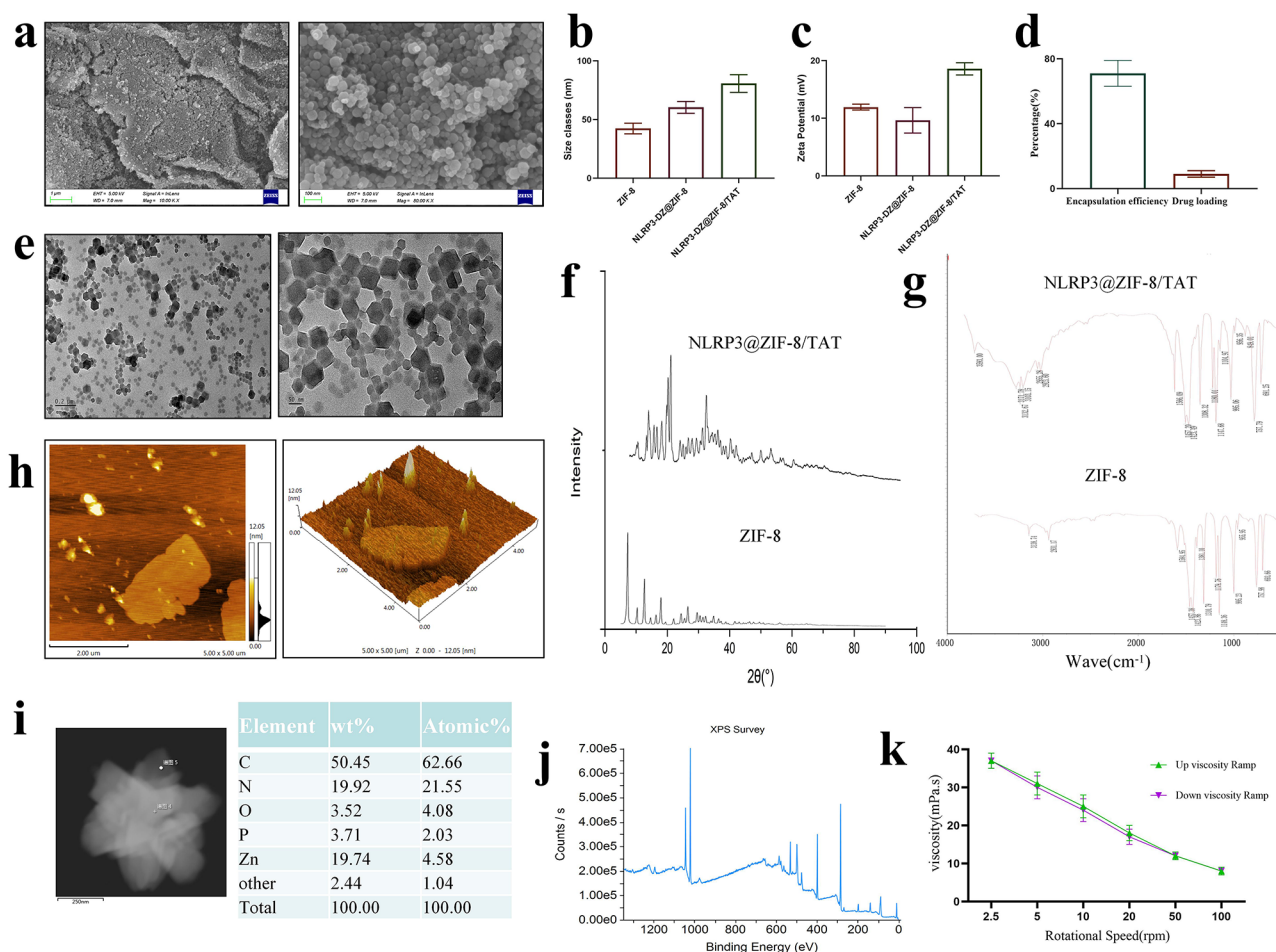 a
1 µm
EHT = 5.00 kV
Signal A = InLens
WD = 7.0 mm
Mag = 10.00 K X
ZEISS
100 nm
EHT = 5.00 kV
Signal A = InLens
WD = 7.0 mm
Mag = 80.00 K X
ZEISS
b
Size classes (nm)
100
50
0
ZIF-8
NLRP3-DZ@ZIF-8
NLRP3-DZ@ZIF-8/TAT
c
Zeta Potential (mV)
20
10
0
ZIF-8
NLRP3-DZ@ZIF-8
NLRP3-DZ@ZIF-8/TAT
d
Percentage(%)
80
40
0
Encapsulation efficiency
Drug loading
e
0.2 µm
50 nm
f
NLRP3@ZIF-8/TAT
ZIF-8
Intensity
0
20
40
60
80
100
2θ(°)
g
NLRP3@ZIF-8/TAT
ZIF-8
4000
3000
2000
1000
Wave(cm-1)
h
12.05
[nm]
0.00
2.00 um
5.00 x 5.00 [um]
12.05
[nm]
0.00
2.00
4.00
0.00
2.00
4.00
5.00 x 5.00 [um] Z 0.00 - 12.05 [nm]
i
250nm
Element wt% Atomic%
C 50.45 62.66
N 19.92 21.55
O 3.52 4.08
P 3.71 2.03
Zn 19.74 4.58
other 2.44 1.04
Total 100.00 100.00
j
XPS Survey
Counts / s
7.00e5
6.00e5
5.00e5
4.00e5
3.00e5
2.00e5
1.00e5
0.00e0
1200
1000
800
600
400
200
0
Binding Energy (eV)
k
viscosity(mPa.s)
40
30
20
10
0
Up viscosity Ramp
Down viscosity Ramp
2.5
5
10
20
50
100
Rotational Speed(rpm)